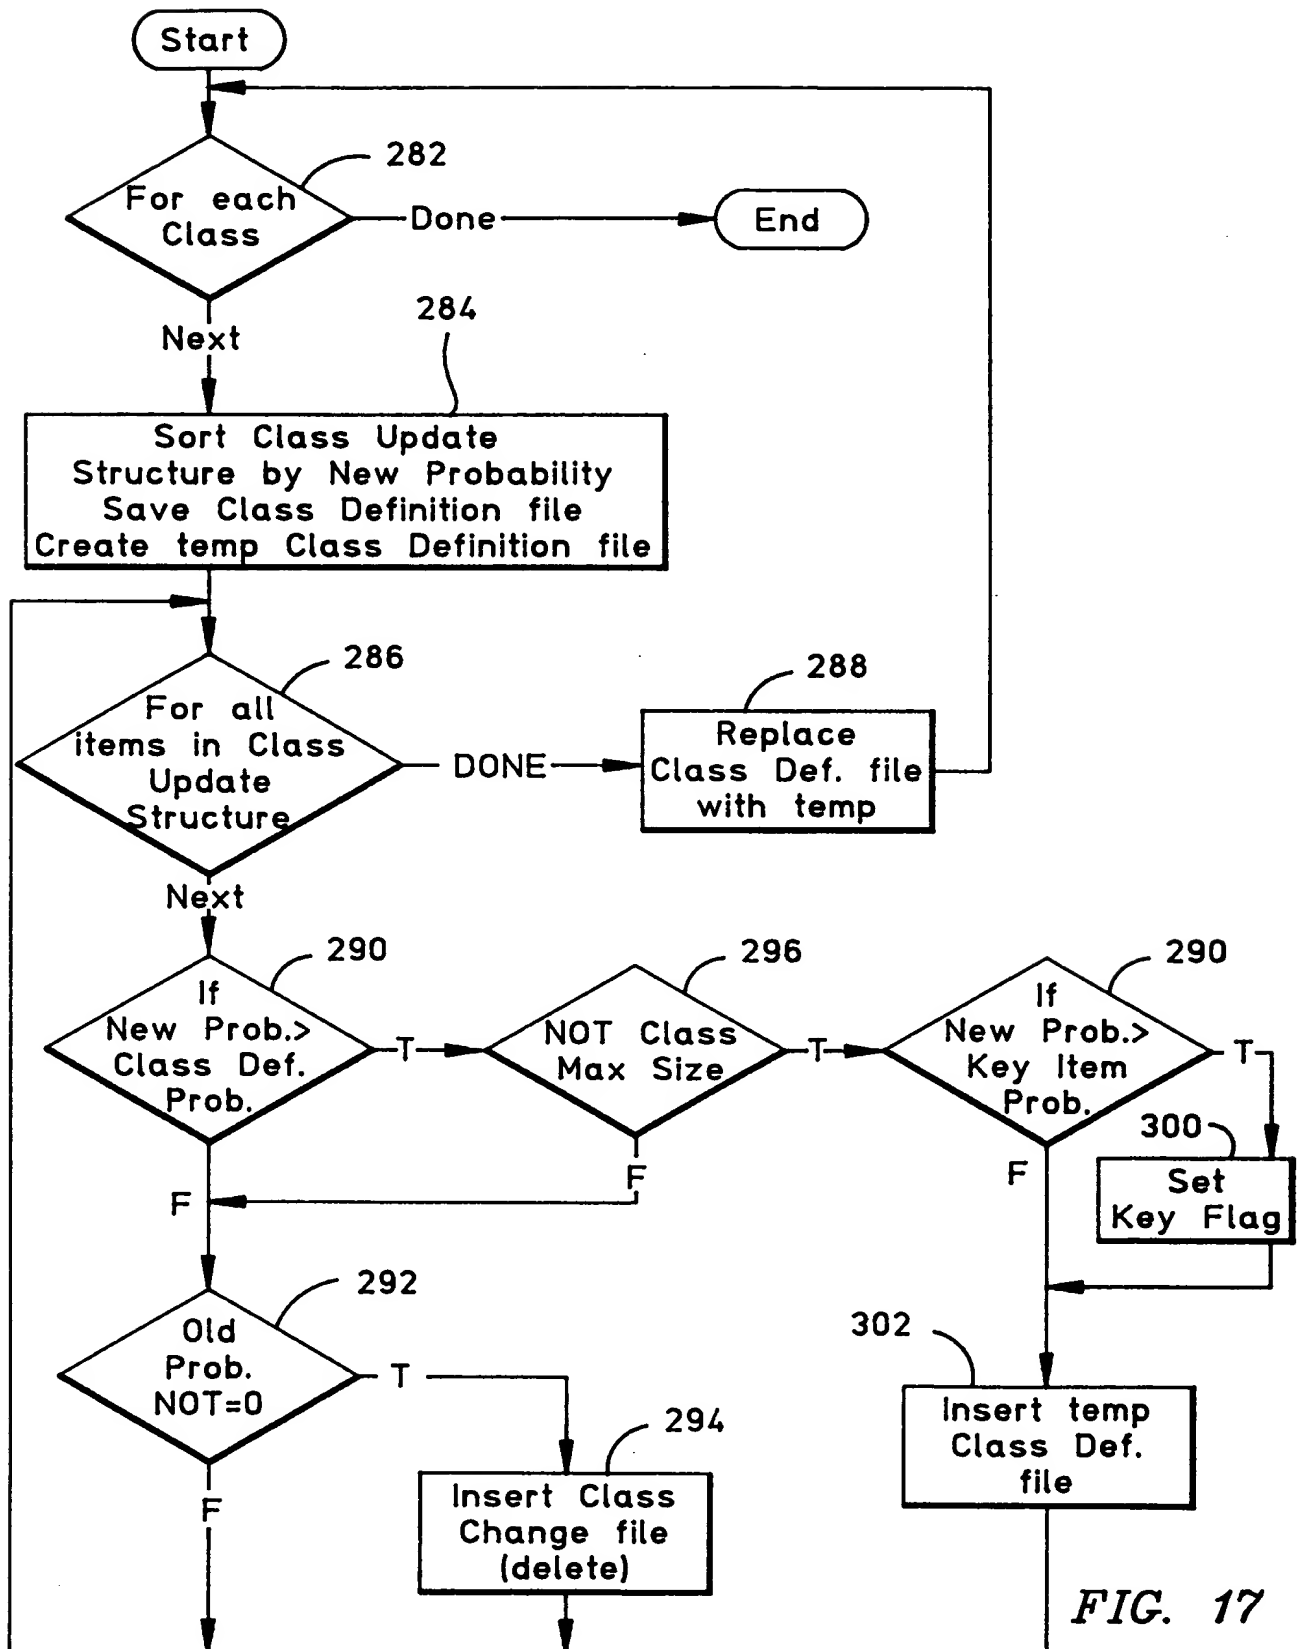 Start
282
For each
Class
Done
End
Next
284
Sort Class Update
Structure by New Probability
Save Class Definition file
Create temp Class Definition file
286
For all
items in Class
Update
Structure
DONE
288
Replace
Class Def. file
with temp
Next
290
If
New Prob.>
Class Def.
Prob.
T
296
NOT Class
Max Size
T
290
If
New Prob.>
Key Item
Prob.
T
300
Set
Key Flag
F
F
F
292
Old
Prob.
NOT=0
T
294
Insert Class
Change file
(delete)
302
Insert temp
Class Def.
file
F
FIG. 17